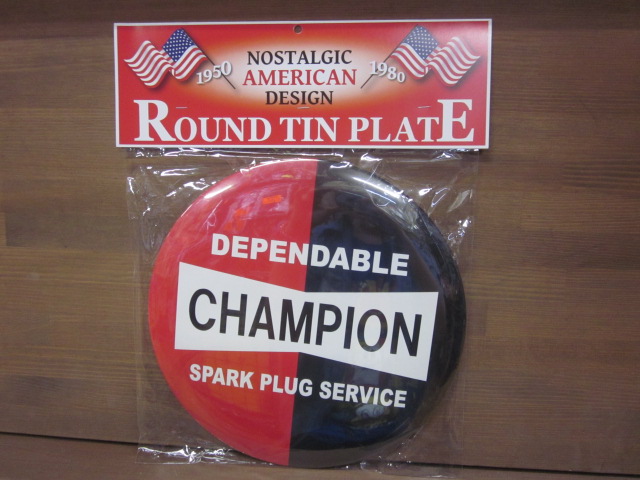 NOSTALGIC
1950 AMERICAN 1980
DESIGN
ROUND TIN PLATE
DEPENDABLE
CHAMPION
SPARK PLUG SERVICE